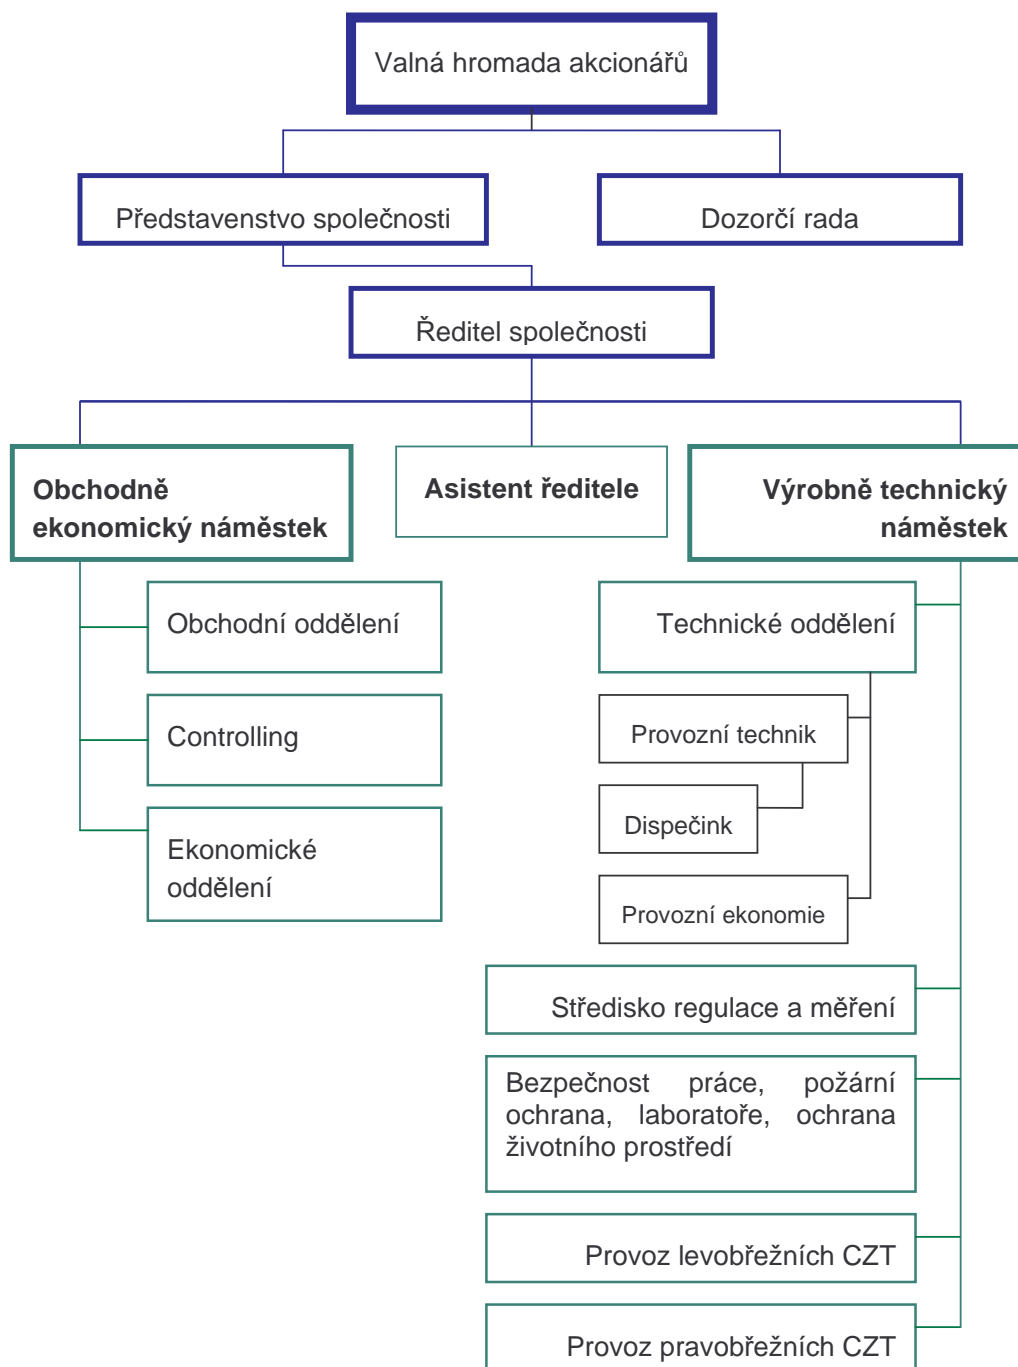 Valná hromada akcionářů
Představenstvo společnosti
Dozorčí rada
Ředitel společnosti
Obchodně
ekonomický náměstek
Asistent ředitele
Výrobně technický
náměstek
Obchodní oddělení
Controlling
Ekonomické
oddělení
Technické oddělení
Provozní technik
Dispečink
Provozní ekonomie
Středisko regulace a měření
Bezpečnost práce, požární
ochrana, laboratoře, ochrana
životního prostředí
Provoz levobřežních CZT
Provoz pravobřežních CZT